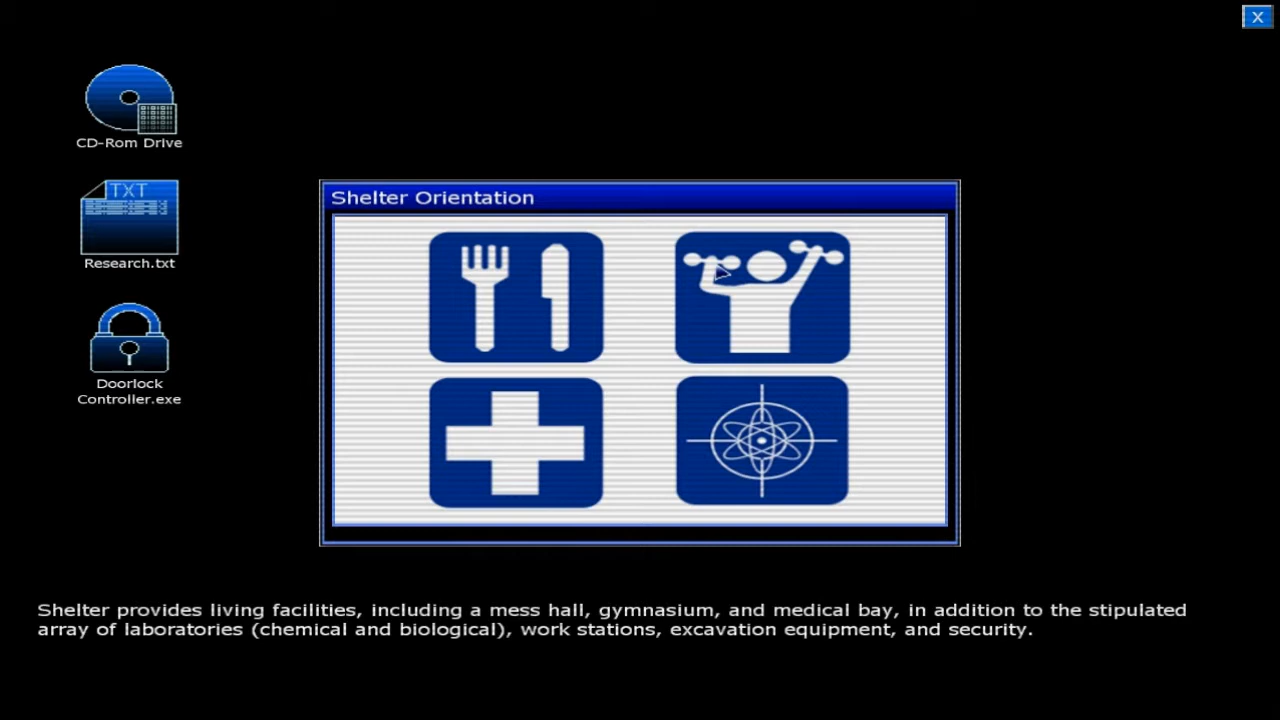 X
CD-Rom Drive
TXT
Research.txt
Doorlock
Controller.exe
Shelter Orientation
Shelter provides living facilities, including a mess hall, gymnasium, and medical bay, in addition to the stipulated
array of laboratories (chemical and biological), work stations, excavation equipment, and security.